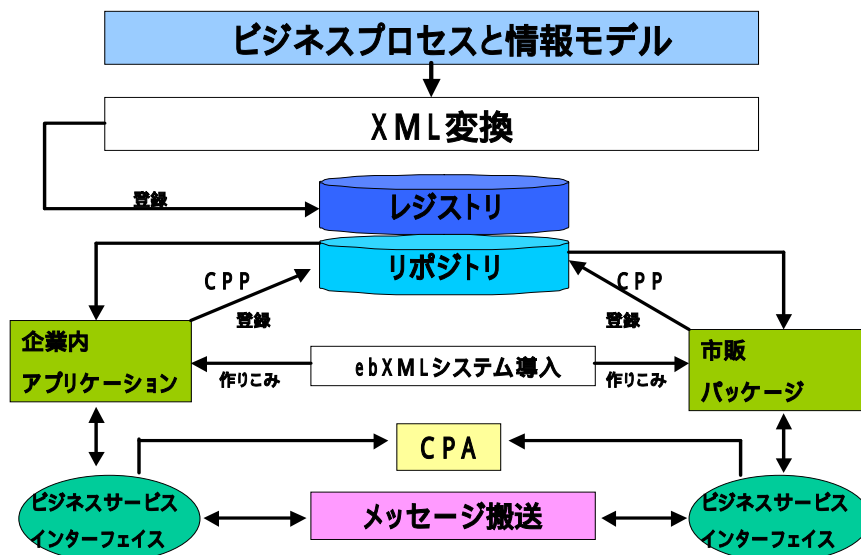 ビジネスプロセスと情報モデル
XML変換
登録
レジストリ
リポジトリ
CPP
CPP
登録
登録
企業内
アプリケーション
作りこみ
ebXMLシステム導入
作りこみ
市販
パッケージ
CPA
ビジネスサービス
インターフェイス
メッセージ搬送
ビジネスサービス
インターフェイス